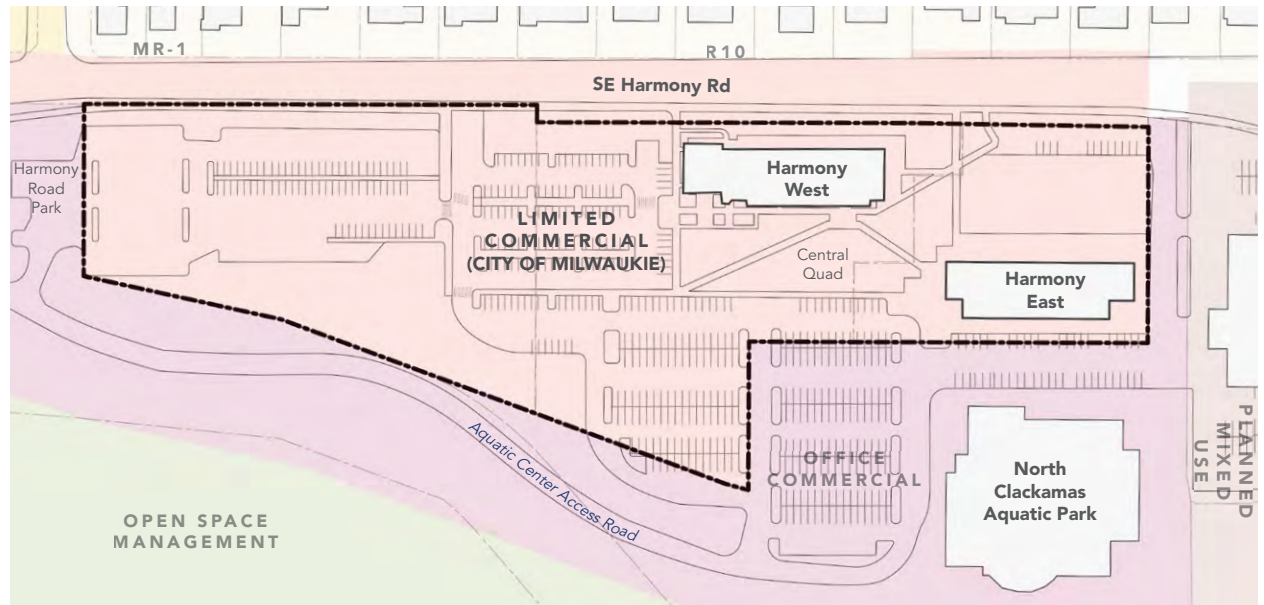 MR-1
R10
SE Harmony Rd
Harmony
Road
Park
Harmony
West
LIMITED
COMMERCIAL
(CITY OF MILWAUKIE)
Central
Quad
Harmony
East
Aquatic Center Access Road
OFFICE
COMMERCIAL
North
Clackamas
Aquatic Park
PLANNED
MIXED
USE
OPEN SPACE
MANAGEMENT